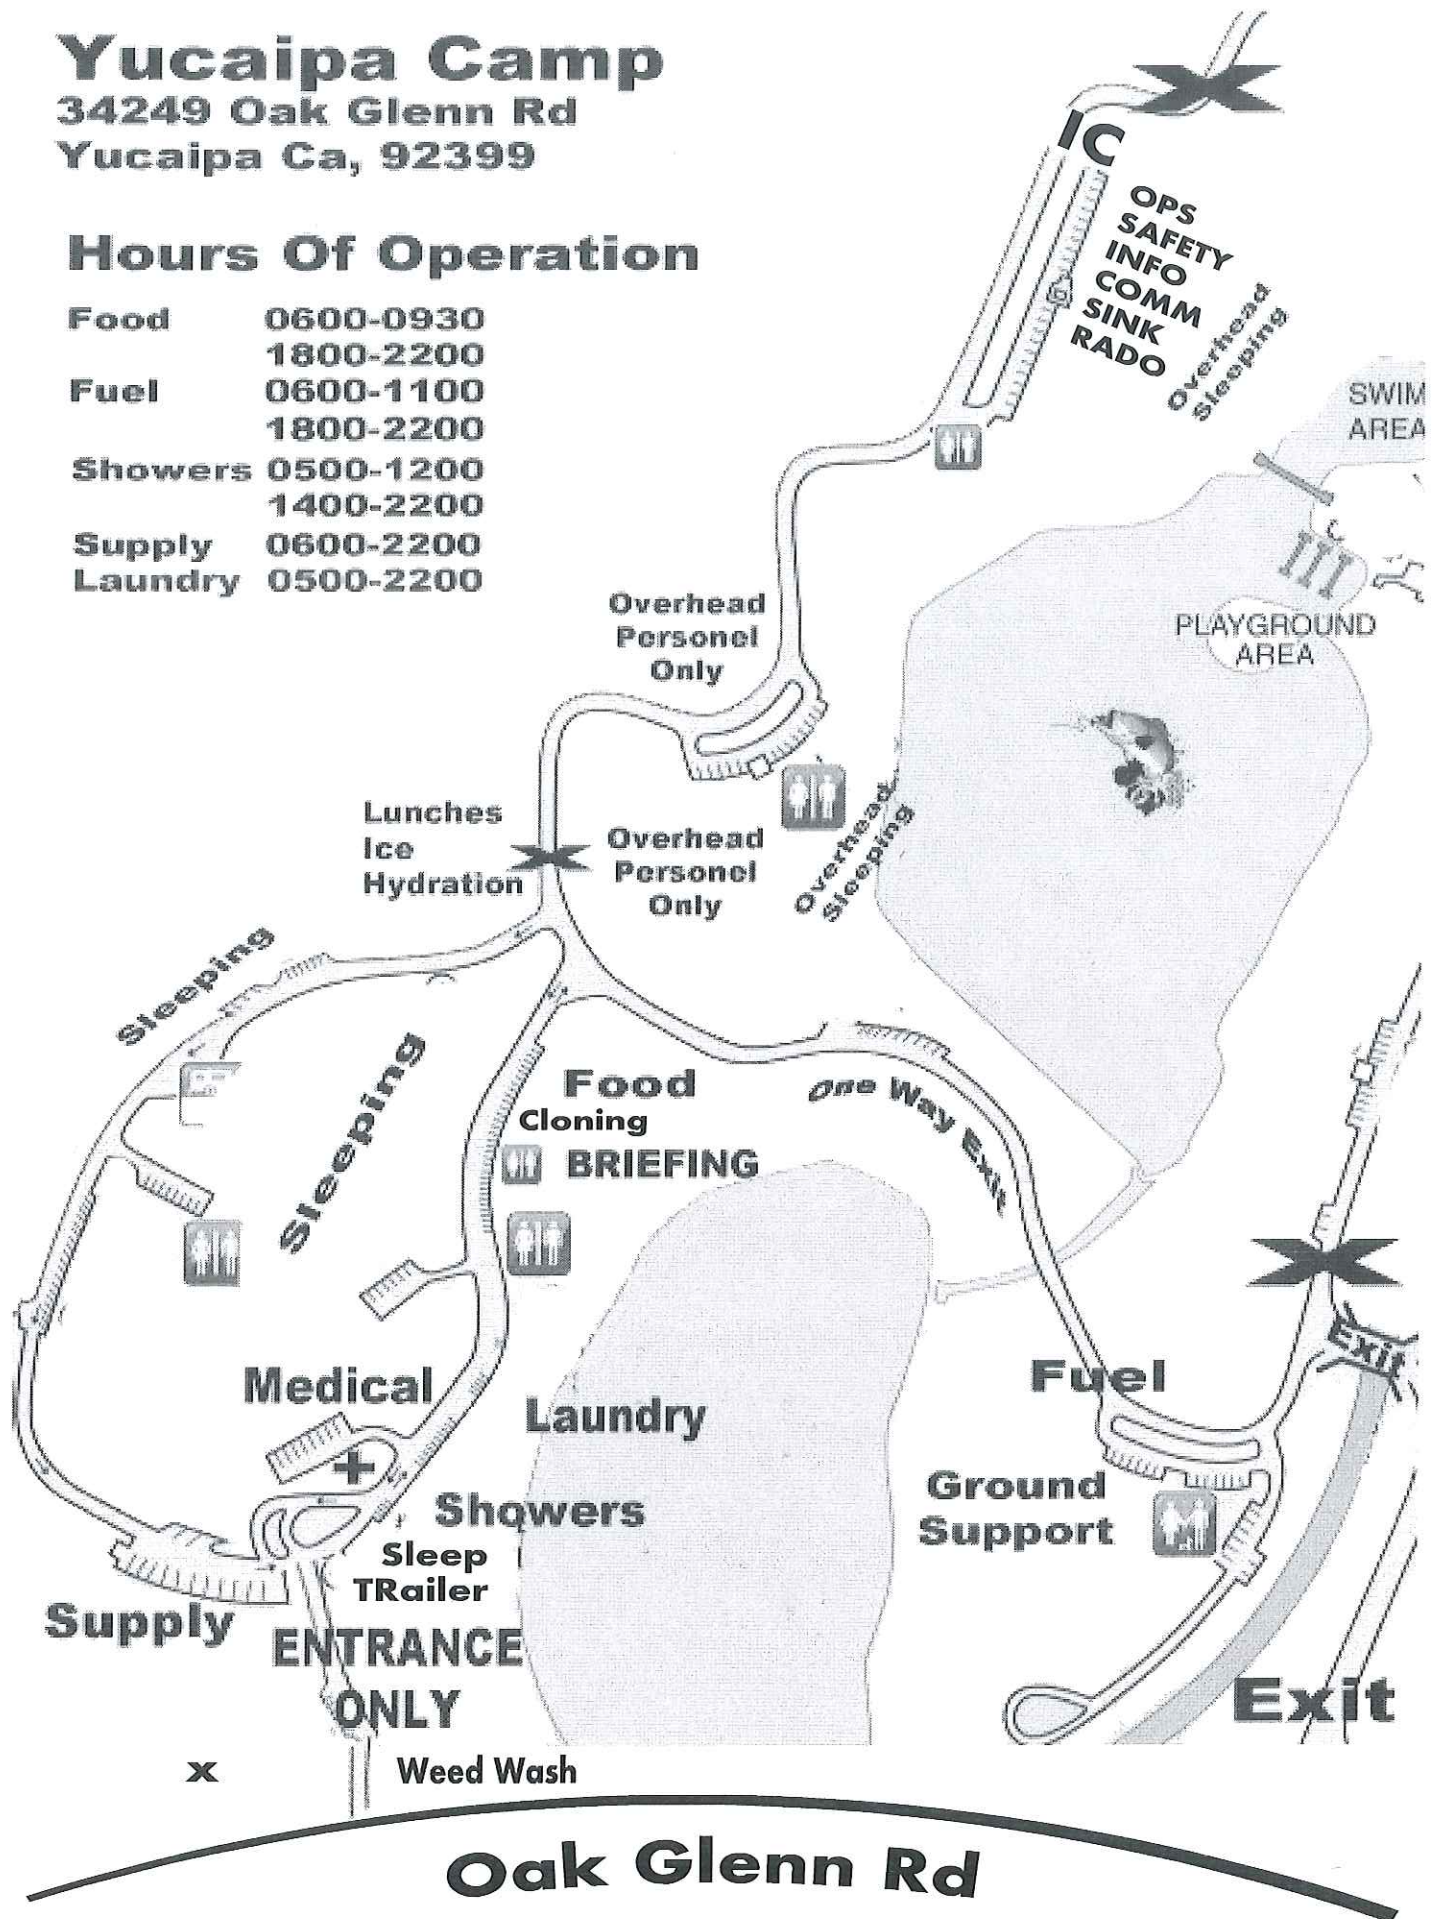 Yucaipa Camp
34249 Oak Glenn Rd
Yucaipa Ca, 92399
Hours Of Operation
Food 0600-0930
1800-2200
Fuel 0600-1100
1800-2200
Showers 0500-1200
1400-2200
Supply 0600-2200
Laundry 0500-2200
IC
OPS
SAFETY
INFO
COMM
SINK
RADO
Overhead
Sleeping
SWIM
AREA
PLAYGROUND
AREA
Overhead
Personel
Only
Lunches
Ice
Hydration
Overhead
Personel
Only
Overhead
Sleeping
Sleeping
Sleeping
Food
Cloning
BRIEFING
One Way Exit
Medical
Laundry
Fuel
Exit
Showers
Ground
Support
Sleep
TRailer
Supply
ENTRANCE
ONLY
Exit
x
Weed Wash
Oak Glenn Rd